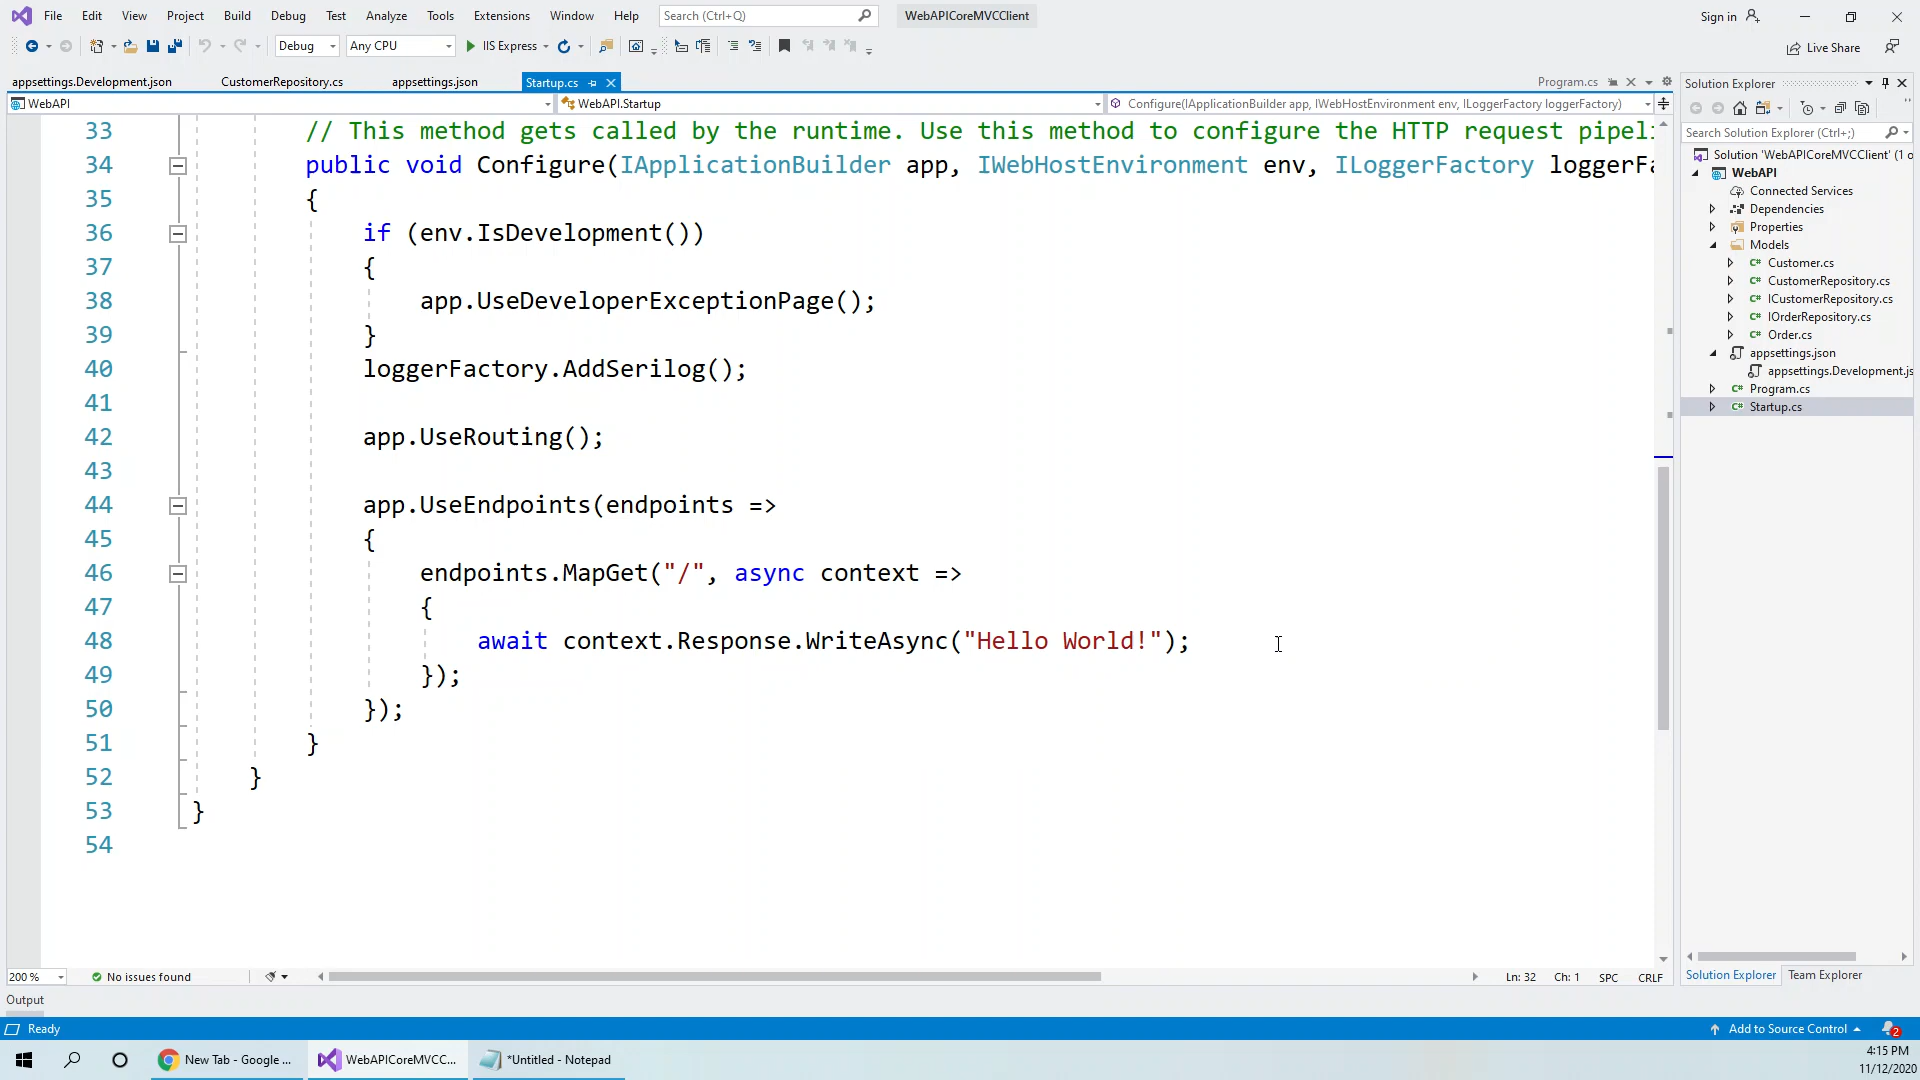 File Edit View Project Build Debug Test Analyze Tools Extensions Window Help Search (Ctrl+Q) WebAPICoreMVCClient Sign in
Debug Any CPU IIS Express Live Share
appsettings.Development.json CustomerRepository.cs appsettings.json Startup.cs Program.cs
WebAPI WebAPI.Startup Configure(IApplicationBuilder app, IWebHostEnvironment env, ILoggerFactory loggerFactory)
33 // This method gets called by the runtime. Use this method to configure the HTTP request pipeli
34 public void Configure(IApplicationBuilder app, IWebHostEnvironment env, ILoggerFactory loggerFa
35 {
36 if (env.IsDevelopment())
37 {
38 app.UseDeveloperExceptionPage();
39 }
40 loggerFactory.AddSerilog();
41
42 app.UseRouting();
43
44 app.UseEndpoints(endpoints =>
45 {
46 endpoints.MapGet("/", async context =>
47 {
48 await context.Response.WriteAsync("Hello World!");
49 });
50 });
51 }
52 }
53 }
54
200 % No issues found Ln: 32 Ch: 1 SPC CRLF
Output
Ready Add to Source Control 2
Solution Explorer
Search Solution Explorer (Ctrl+;)
Solution 'WebAPICoreMVCClient' (1 o
WebAPI
Connected Services
Dependencies
Properties
Models
C# Customer.cs
C# CustomerRepository.cs
C# ICustomerRepository.cs
C# IOrderRepository.cs
C# Order.cs
appsettings.json
appsettings.Development.js
C# Program.cs
C# Startup.cs
Solution Explorer Team Explorer
New Tab - Google ... WebAPICoreMVCC... *Untitled - Notepad
4:15 PM
11/12/2020